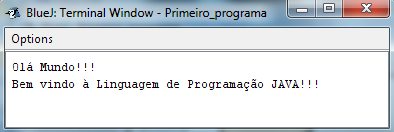 BlueJ: Terminal Window - Primeiro_programa
Options
Olá Mundo!!!
Bem vindo à Linguagem de Programação JAVA!!!